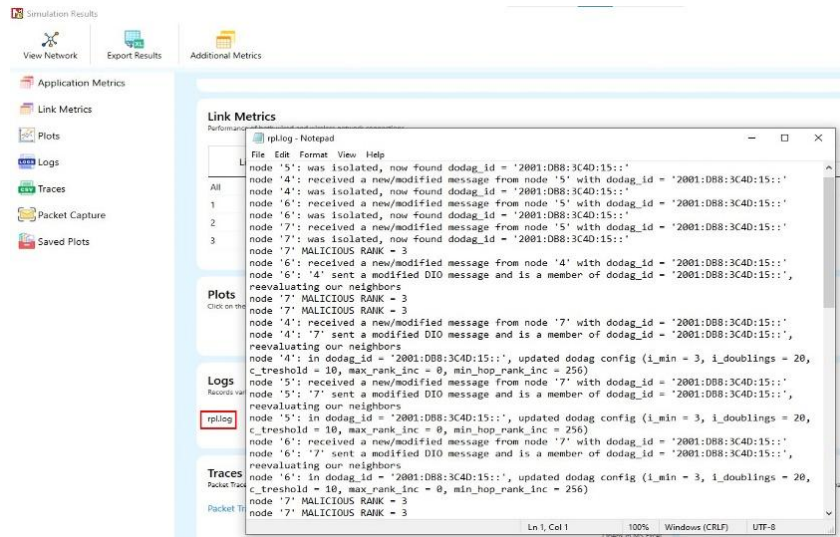 Simulation Results
View Network
Export Results
Additional Metrics
Application Metrics
Link Metrics
Plots
Logs
Traces
Packet Capture
Saved Plots
Link Metrics
All
1
2
3
Plots
Click on the
Logs
rpl.log
Traces
Packet Trace
Packet Tr
rpl.log - Notepad
File Edit Format View Help
node '5': was isolated, now found dodag_id = '2001:DB8:3C4D:15::'
node '4': received a new/modified message from node '5' with dodag_id = '2001:DB8:3C4D:15::'
node '4': was isolated, now found dodag_id = '2001:DB8:3C4D:15::'
node '6': received a new/modified message from node '5' with dodag_id = '2001:DB8:3C4D:15::'
node '6': was isolated, now found dodag_id = '2001:DB8:3C4D:15::'
node '7': received a new/modified message from node '5' with dodag_id = '2001:DB8:3C4D:15::'
node '7': was isolated, now found dodag_id = '2001:DB8:3C4D:15::'
node '7' MALICIOUS RANK = 3
node '6': received a new/modified message from node '4' with dodag_id = '2001:DB8:3C4D:15::'
node '6': '4' sent a modified DIO message and is a member of dodag_id = '2001:DB8:3C4D:15::',
reevaluating our neighbors
node '7' MALICIOUS RANK = 3
node '7' MALICIOUS RANK = 3
node '4': received a new/modified message from node '7' with dodag_id = '2001:DB8:3C4D:15::'
node '4': '7' sent a modified DIO message and is a member of dodag_id = '2001:DB8:3C4D:15::',
reevaluating our neighbors
node '4': in dodag_id = '2001:DB8:3C4D:15::', updated dodag config (i_min = 3, i_doublings = 20,
c_treshold = 10, max_rank_inc = 0, min_hop_rank_inc = 256)
node '5': received a new/modified message from node '7' with dodag_id = '2001:DB8:3C4D:15::'
node '5': '7' sent a modified DIO message and is a member of dodag_id = '2001:DB8:3C4D:15::',
reevaluating our neighbors
node '5': in dodag_id = '2001:DB8:3C4D:15::', updated dodag config (i_min = 3, i_doublings = 20,
c_treshold = 10, max_rank_inc = 0, min_hop_rank_inc = 256)
node '6': received a new/modified message from node '7' with dodag_id = '2001:DB8:3C4D:15::'
node '6': '7' sent a modified DIO message and is a member of dodag_id = '2001:DB8:3C4D:15::',
reevaluating our neighbors
node '6': in dodag_id = '2001:DB8:3C4D:15::', updated dodag config (i_min = 3, i_doublings = 20,
c_treshold = 10, max_rank_inc = 0, min_hop_rank_inc = 256)
node '7' MALICIOUS RANK = 3
node '7' MALICIOUS RANK = 3
Ln 1, Col 1
100%
Windows (CRLF)
UTF-8